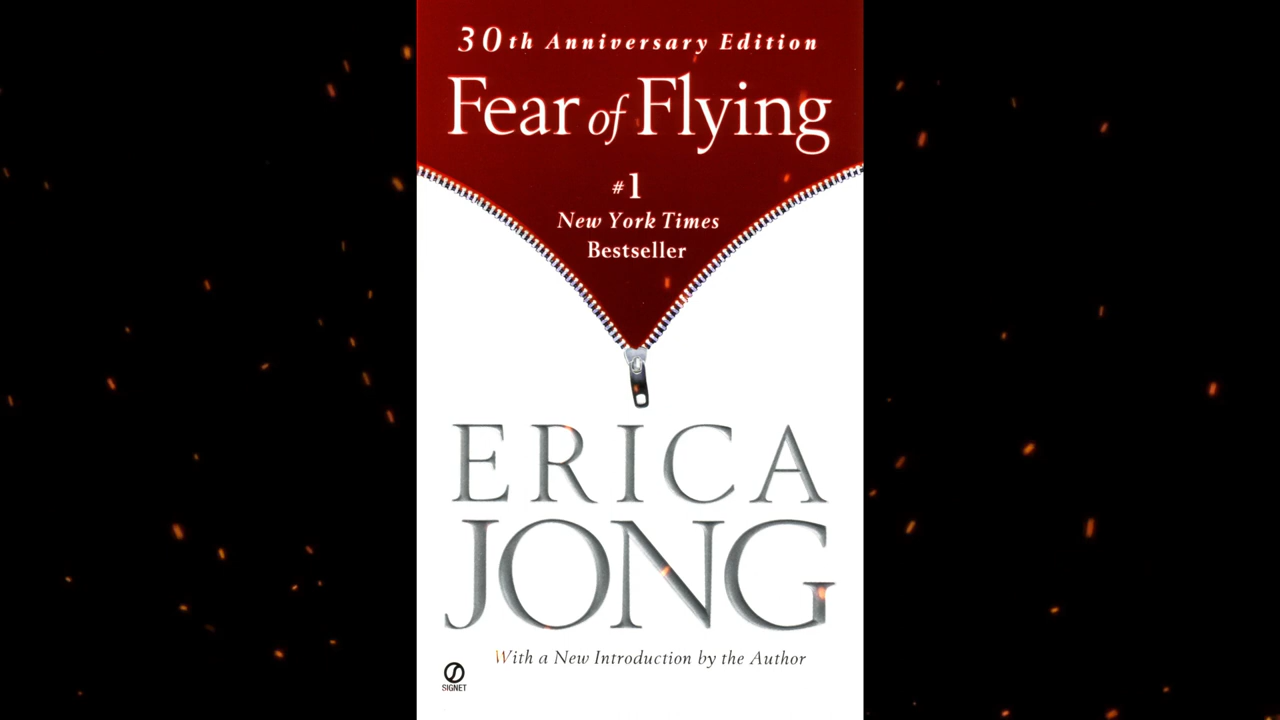 30th Anniversary Edition
Fear of Flying
#1
New York Times
Bestseller
ERICA
JONG
With a New Introduction by the Author
SIGNET